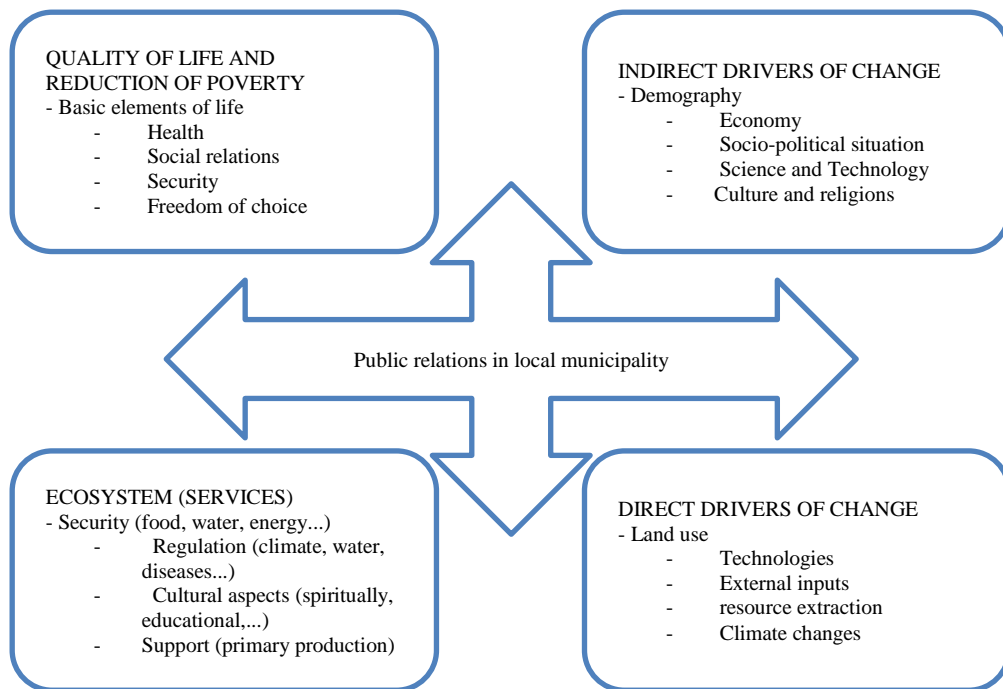 QUALITY OF LIFE AND
REDUCTION OF POVERTY
- Basic elements of life
- Health
- Social relations
- Security
- Freedom of choice
INDIRECT DRIVERS OF CHANGE
- Demography
- Economy
- Socio-political situation
- Science and Technology
- Culture and religions
Public relations in local municipality
ECOSYSTEM (SERVICES)
- Security (food, water, energy...)
- Regulation (climate, water,
diseases...)
- Cultural aspects (spiritually,
educational,...)
- Support (primary production)
DIRECT DRIVERS OF CHANGE
- Land use
- Technologies
- External inputs
- resource extraction
- Climate changes